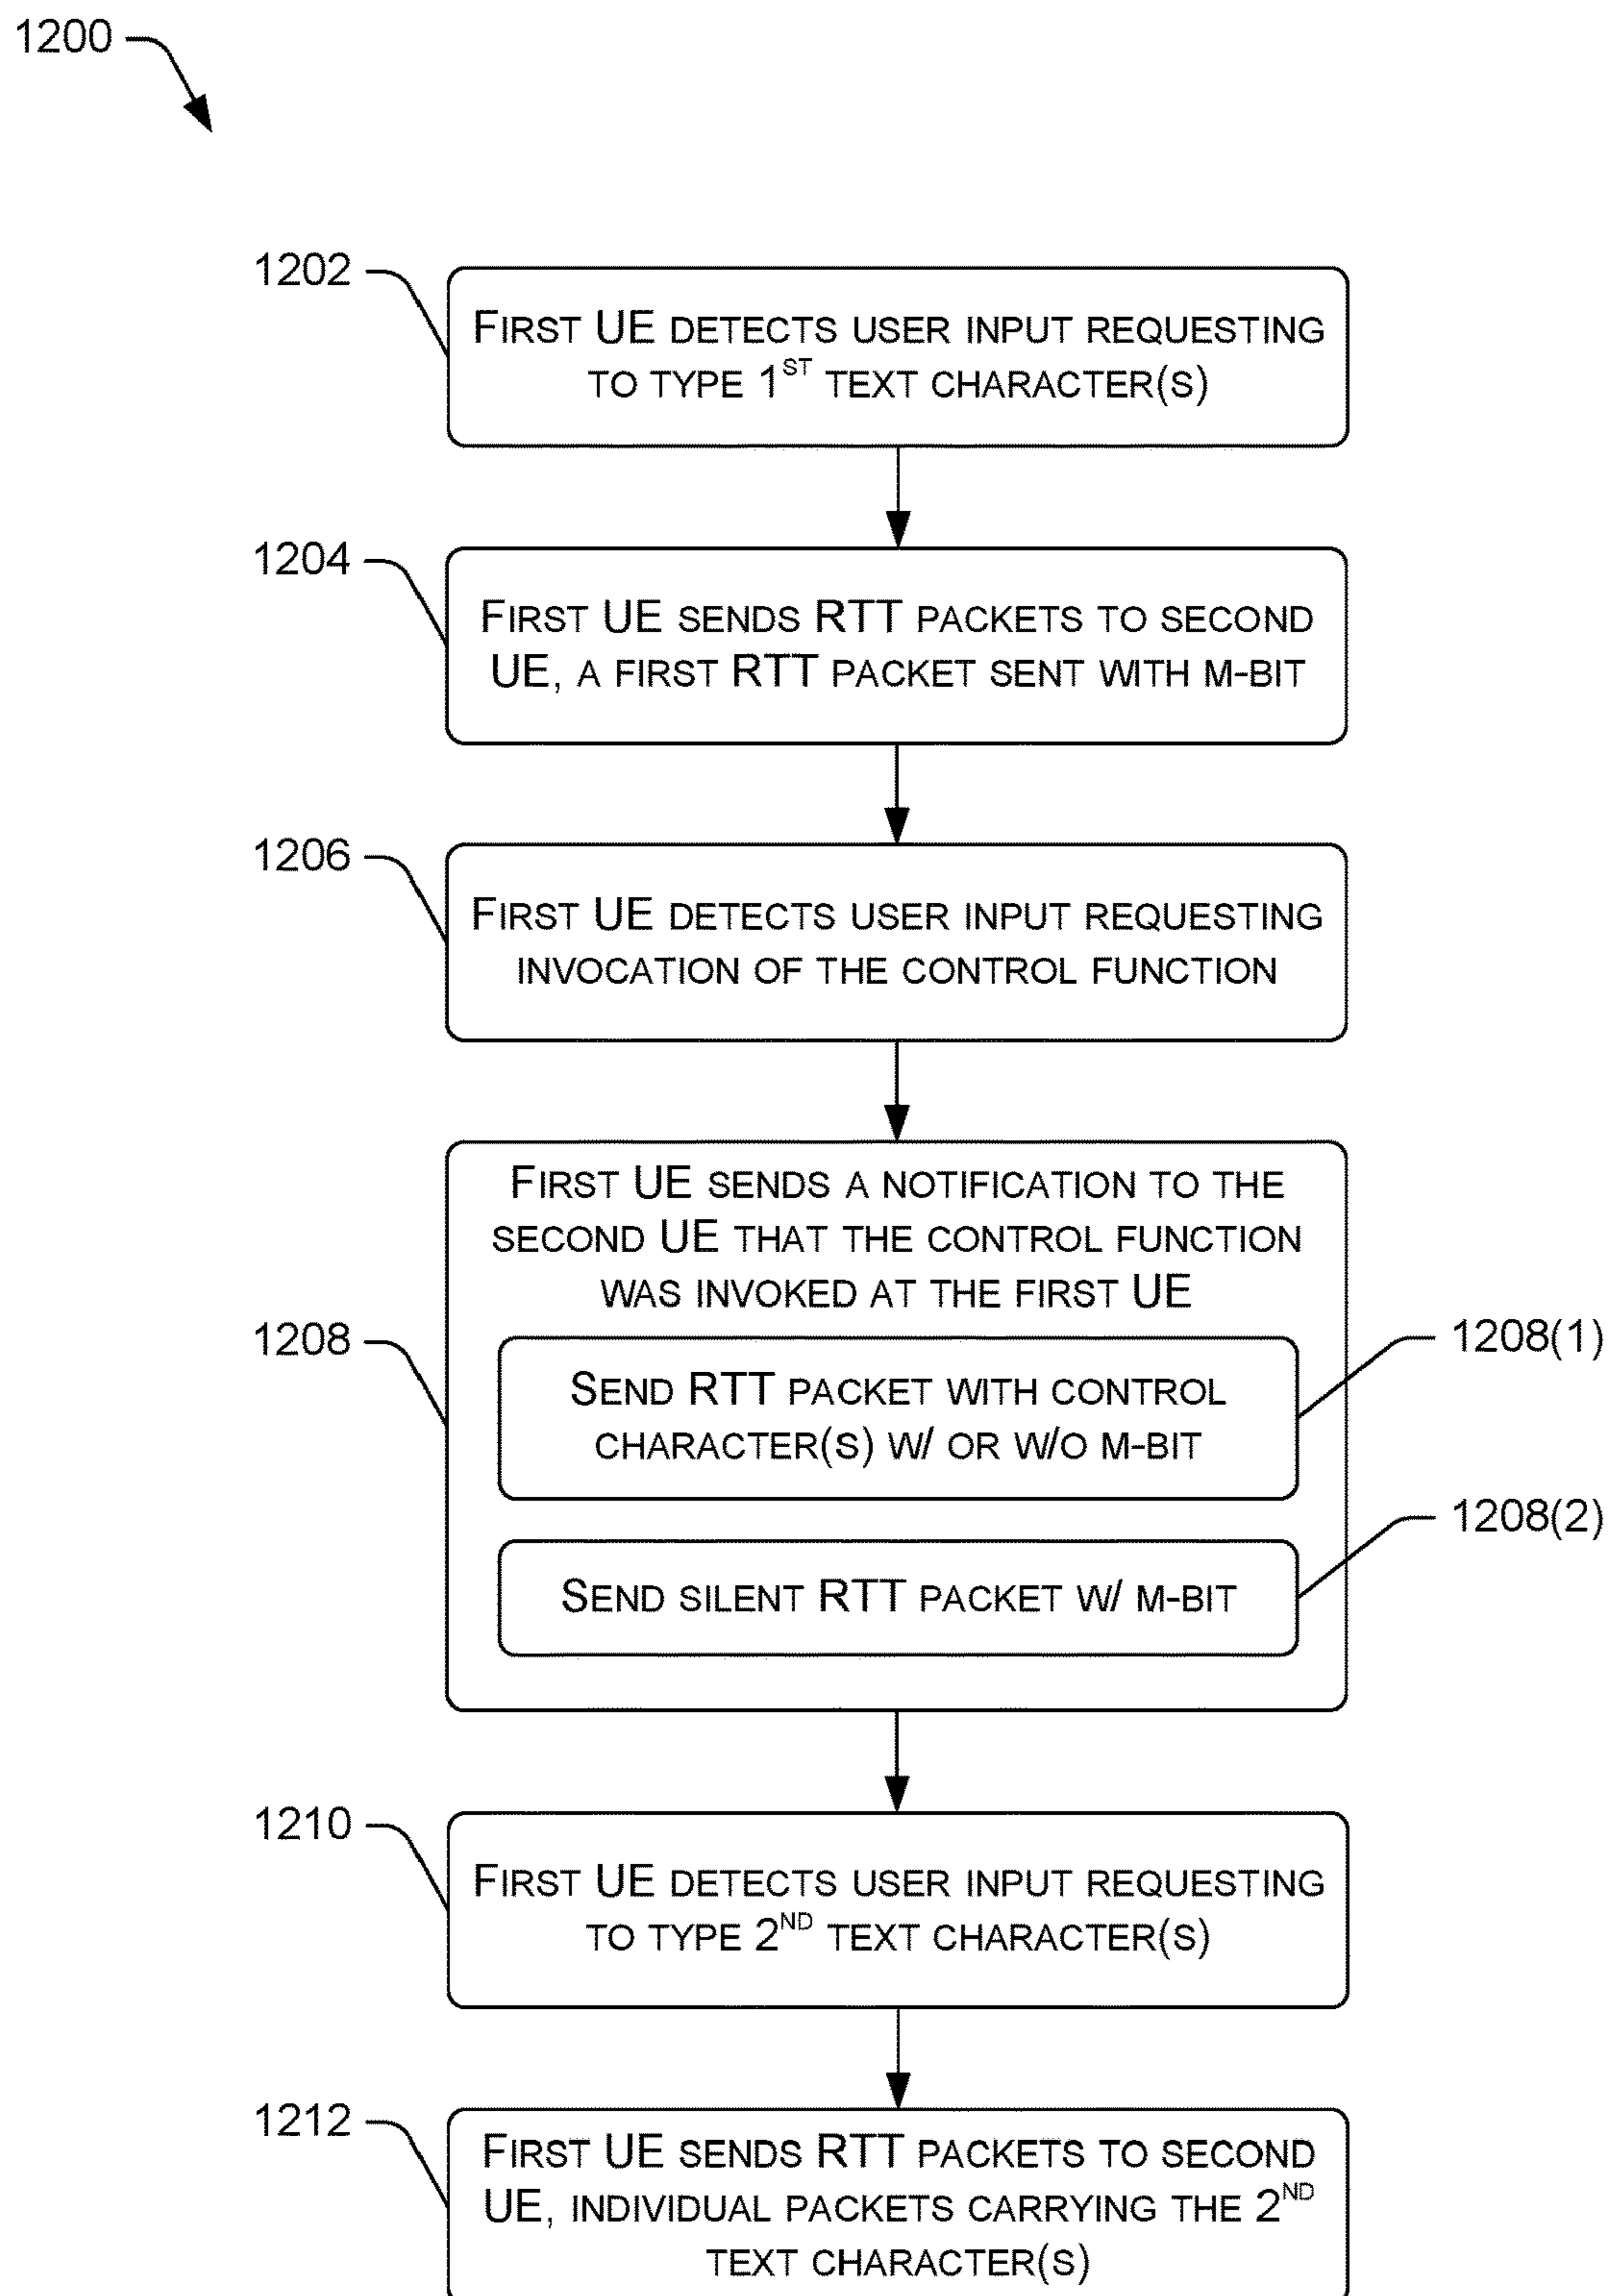 1200
1202
FIRST UE DETECTS USER INPUT REQUESTING
TO TYPE 1ST TEXT CHARACTER(S)
1204
FIRST UE SENDS RTT PACKETS TO SECOND
UE, A FIRST RTT PACKET SENT WITH M-BIT
1206
FIRST UE DETECTS USER INPUT REQUESTING
INVOCATION OF THE CONTROL FUNCTION
1208
FIRST UE SENDS A NOTIFICATION TO THE
SECOND UE THAT THE CONTROL FUNCTION
WAS INVOKED AT THE FIRST UE
1208(1)
SEND RTT PACKET WITH CONTROL
CHARACTER(S) W/ OR W/O M-BIT
1208(2)
SEND SILENT RTT PACKET W/ M-BIT
1210
FIRST UE DETECTS USER INPUT REQUESTING
TO TYPE 2ND TEXT CHARACTER(S)
1212
FIRST UE SENDS RTT PACKETS TO SECOND
UE, INDIVIDUAL PACKETS CARRYING THE 2ND
TEXT CHARACTER(S)